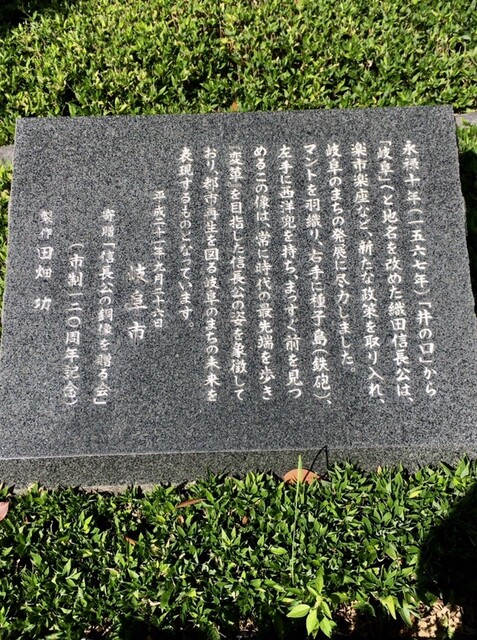 永禄十年(一五六七年)「井の口」から
「岐阜」へと地名を改めた織田信長公は、
楽市楽座など、新たな政策を取り入れ、
岐阜のまちの発展に尽力しました。
マントを羽織り、右手に種子島(鉄砲)、
左手に西洋兜を持ち、まっすぐ前を見つ
めるこの像は、常に時代の最先端を歩き
『変革』を目指した信長公の姿を象徴して
おり、都市再生を図る岐阜のまちの未来を
表現するものとなっています。
平成二十一年九月二十六日
岐阜市
寄贈「信長公の銅像を贈る会」
(市制一二〇周年記念)
製作 田畑 功